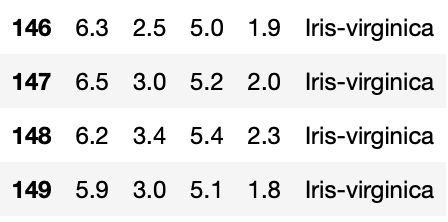 146 6.3 2.5 5.0 1.9 Iris-virginica
147 6.5 3.0 5.2 2.0 Iris-virginica
148 6.2 3.4 5.4 2.3 Iris-virginica
149 5.9 3.0 5.1 1.8 Iris-virginica